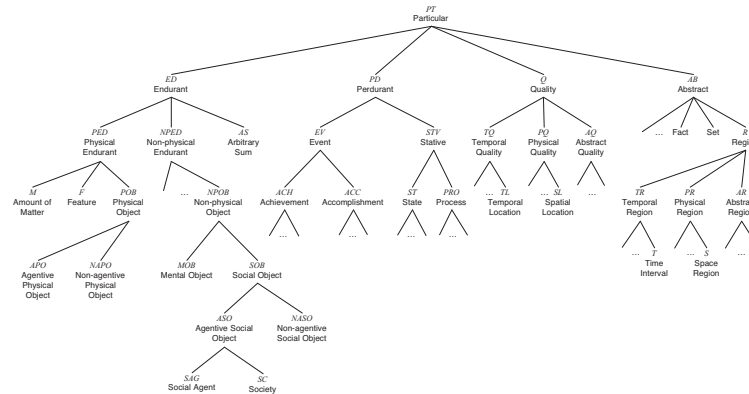 PT
Particular
ED PD Q AB
Endurant Perdurant Quality Abstract
PED NPED AS EV STV TQ PQ AQ ... Fact Set R
Physical Non-physical Arbitrary Event Stative Temporal Physical Abstract
Endurant Endurant Sum Quality Quality Quality
M F POB ... NPOB ACH ACC ST PRO ... TL ... SL ... TR PR AR
Amount of Feature Physical Non-physical Achievement Accomplishment State Process Temporal Spatial Temporal Physical
Matter Object Object Location Location Region Region
... ... ... ...
... T ... S ...
APO NAPO MOB SOB Time Space
Agentive Non-agentive Mental Object Social Object Interval Region
Physical Physical
Object Object
ASO NASO
Agentive Social Non-agentive
Object Social Object
SAG SC
Social Agent Society